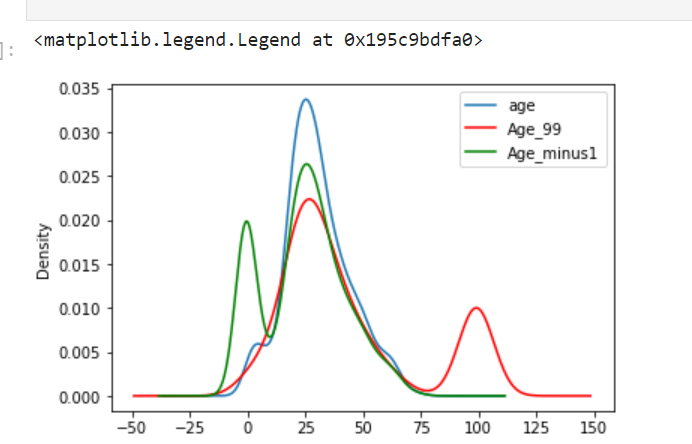 <matplotlib.legend.Legend at 0x195c9bdfa0>
]:
0.035
0.030
0.025
0.020
0.015
0.010
0.005
0.000
Density
age
Age_99
Age_minus1
−50 −25 0 25 50 75 100 125 150